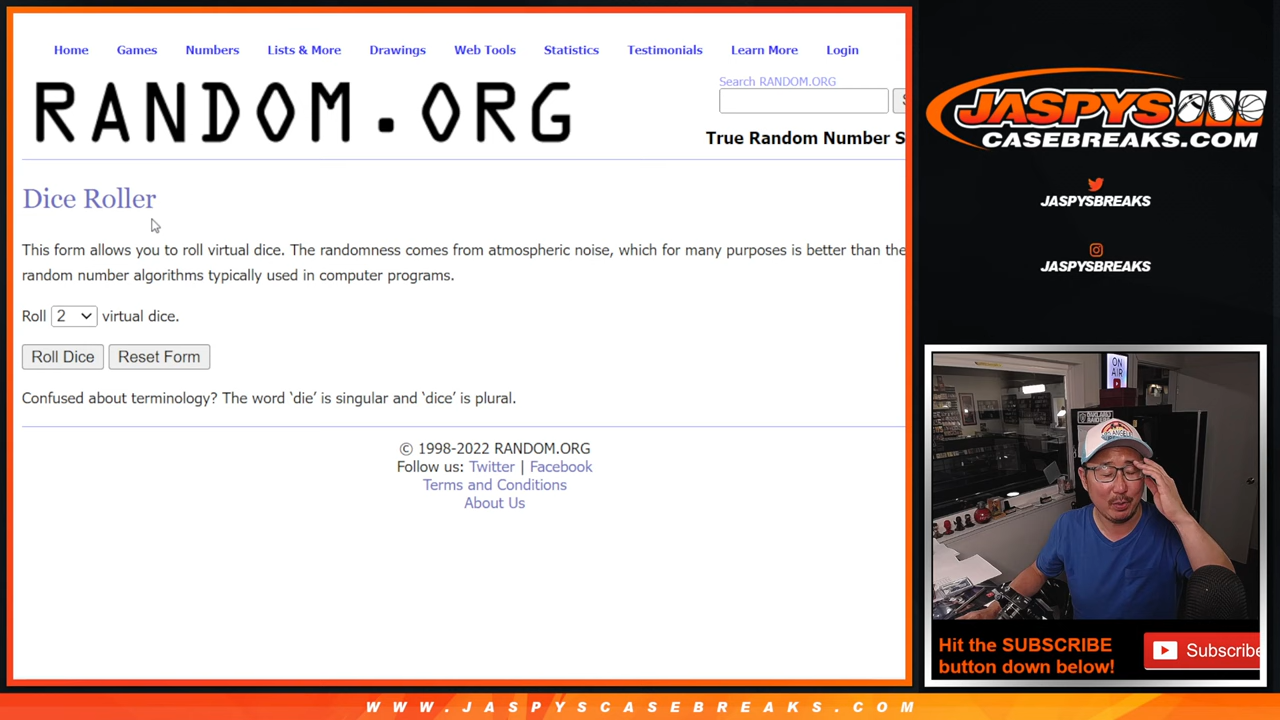 Home Games Numbers Lists & More Drawings Web Tools Statistics Testimonials Learn More Login
RANDOM.ORG
Search RANDOM.ORG
S
True Random Number S
Dice Roller
This form allows you to roll virtual dice. The randomness comes from atmospheric noise, which for many purposes is better than the
random number algorithms typically used in computer programs.
Roll 2 virtual dice.
Roll Dice Reset Form
Confused about terminology? The word ‘die’ is singular and ‘dice’ is plural.
© 1998-2022 RANDOM.ORG
Follow us: Twitter | Facebook
Terms and Conditions
About Us
JASPYS
CASEBREAKS.COM
JASPYSBREAKS
JASPYSBREAKS
ON
AIR
Hit the SUBSCRIBE
button down below!
Subscribe
WWW.JASPYSCASEBREAKS.COM